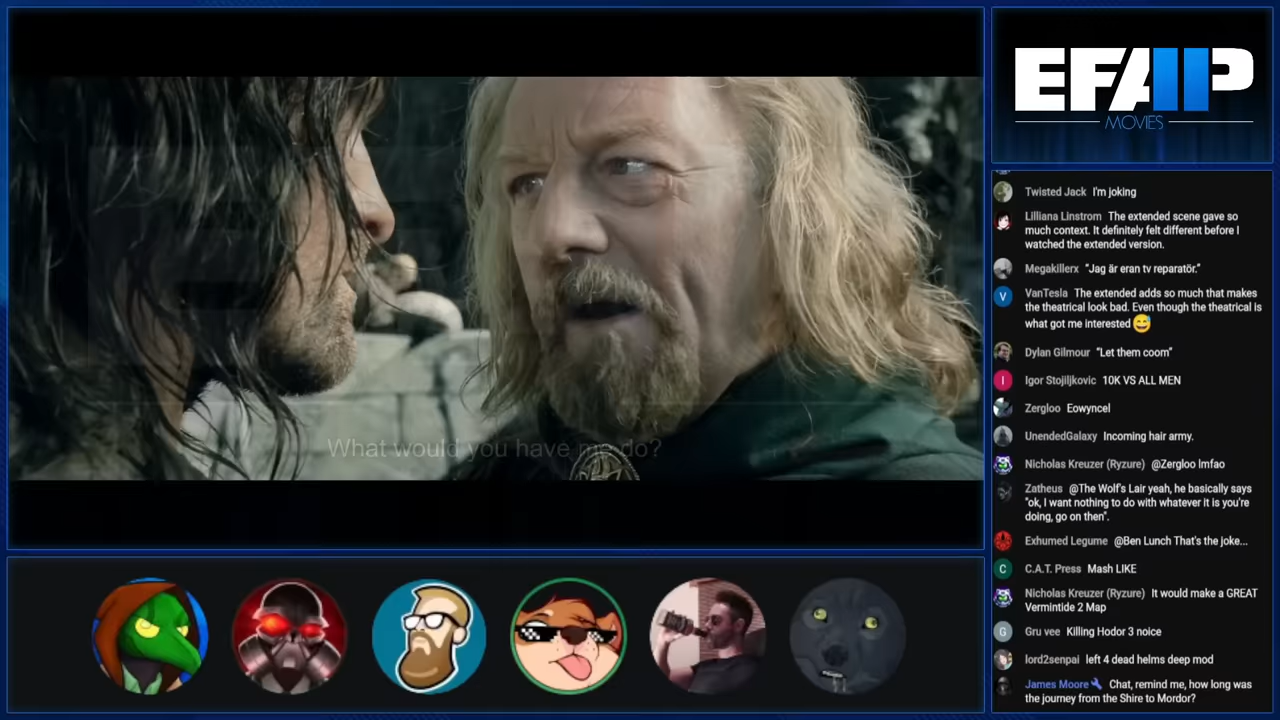 What would you have me do?
EFAP
MOVIES
Twisted Jack I'm joking
Lilliana Linstrom The extended scene gave so
much context. It definitely felt different before I
watched the extended version.
Megakillerx "Jag är eran tv reparatör."
V
VanTesla The extended adds so much that makes
the theatrical look bad. Even though the theatrical is
what got me interested 😅
Dylan Gilmour "Let them coom"
I
Igor Stojiljkovic 10K VS ALL MEN
Zergloo Eowyncel
UnendedGalaxy Incoming hair army.
Nicholas Kreuzer (Ryzure) @Zergloo lmfao
Zatheus @The Wolf's Lair yeah, he basically says
"ok, I want nothing to do with whatever it is you're
doing, go on then".
Exhumed Legume @Ben Lunch That's the joke...
C
C.A.T. Press Mash LIKE
Nicholas Kreuzer (Ryzure) It would make a GREAT
Vermintide 2 Map
G
Gru vee Killing Hodor 3 noice
lord2senpai left 4 dead helms deep mod
James Moore Chat, remind me, how long was
the journey from the Shire to Mordor?